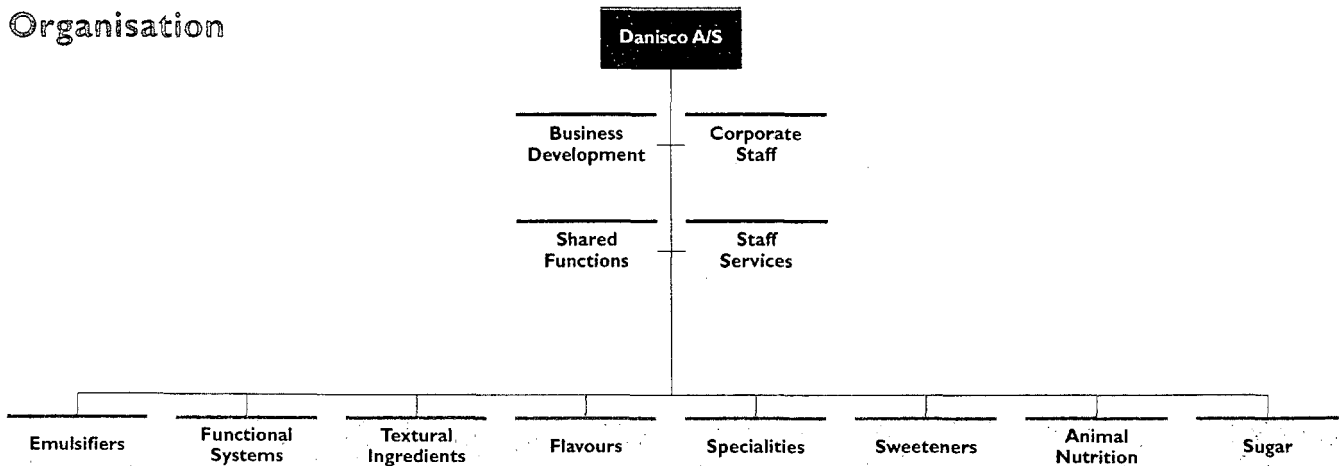 Organisation
Danisco A/S
Business
Development
Corporate
Staff
Shared
Functions
Staff
Services
Emulsifiers
Functional
Systems
Textural
Ingredients
Flavours
Specialities
Sweeteners
Animal
Nutrition
Sugar